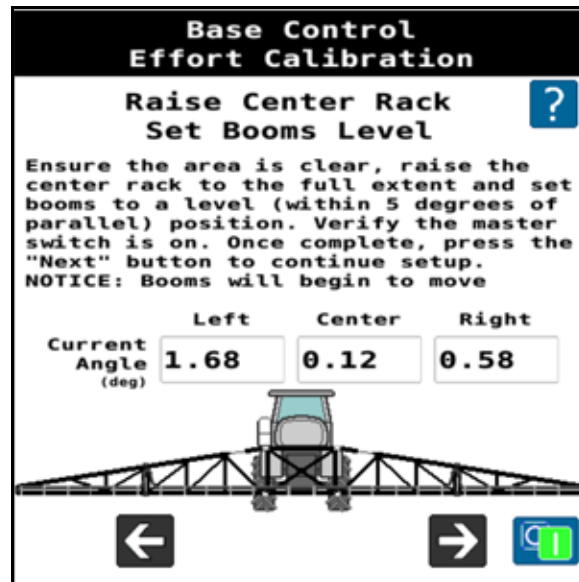 Base Control
Effort Calibration
Raise Center Rack
Set Booms Level
?
Ensure the area is clear, raise the
center rack to the full extent and set
booms to a level (within 5 degrees of
parallel) position. Verify the master
switch is on. Once complete, press the
"Next" button to continue setup.
NOTICE: Booms will begin to move
Left Center Right
Current
Angle 1.68 0.12 0.58
(deg)